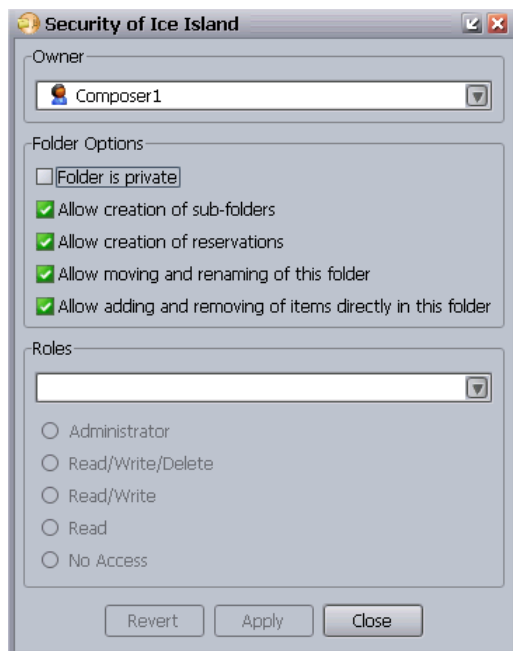 Security of Ice Island
Owner
Composer1
Folder Options
Folder is private
Allow creation of sub-folders
Allow creation of reservations
Allow moving and renaming of this folder
Allow adding and removing of items directly in this folder
Roles
Administrator
Read/Write/Delete
Read/Write
Read
No Access
Revert Apply Close